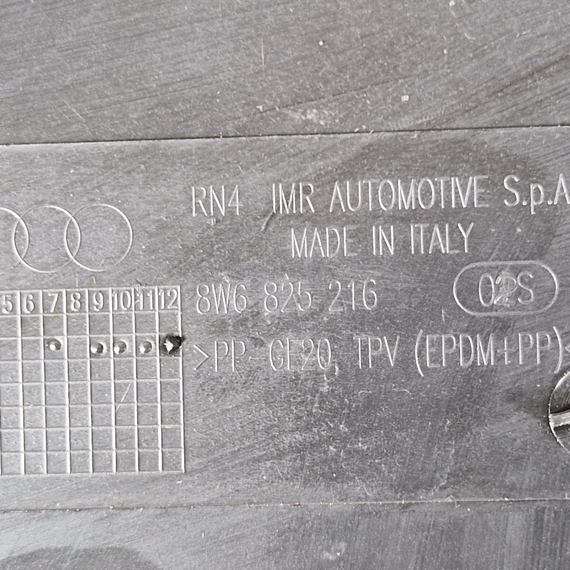 RN4 IMR AUTOMOTIVE S.p.A
MADE IN ITALY
5 6 7 8 9 10 11 12
8W6 825 216
>PP-GF20, TPV (EPDM+PP)<